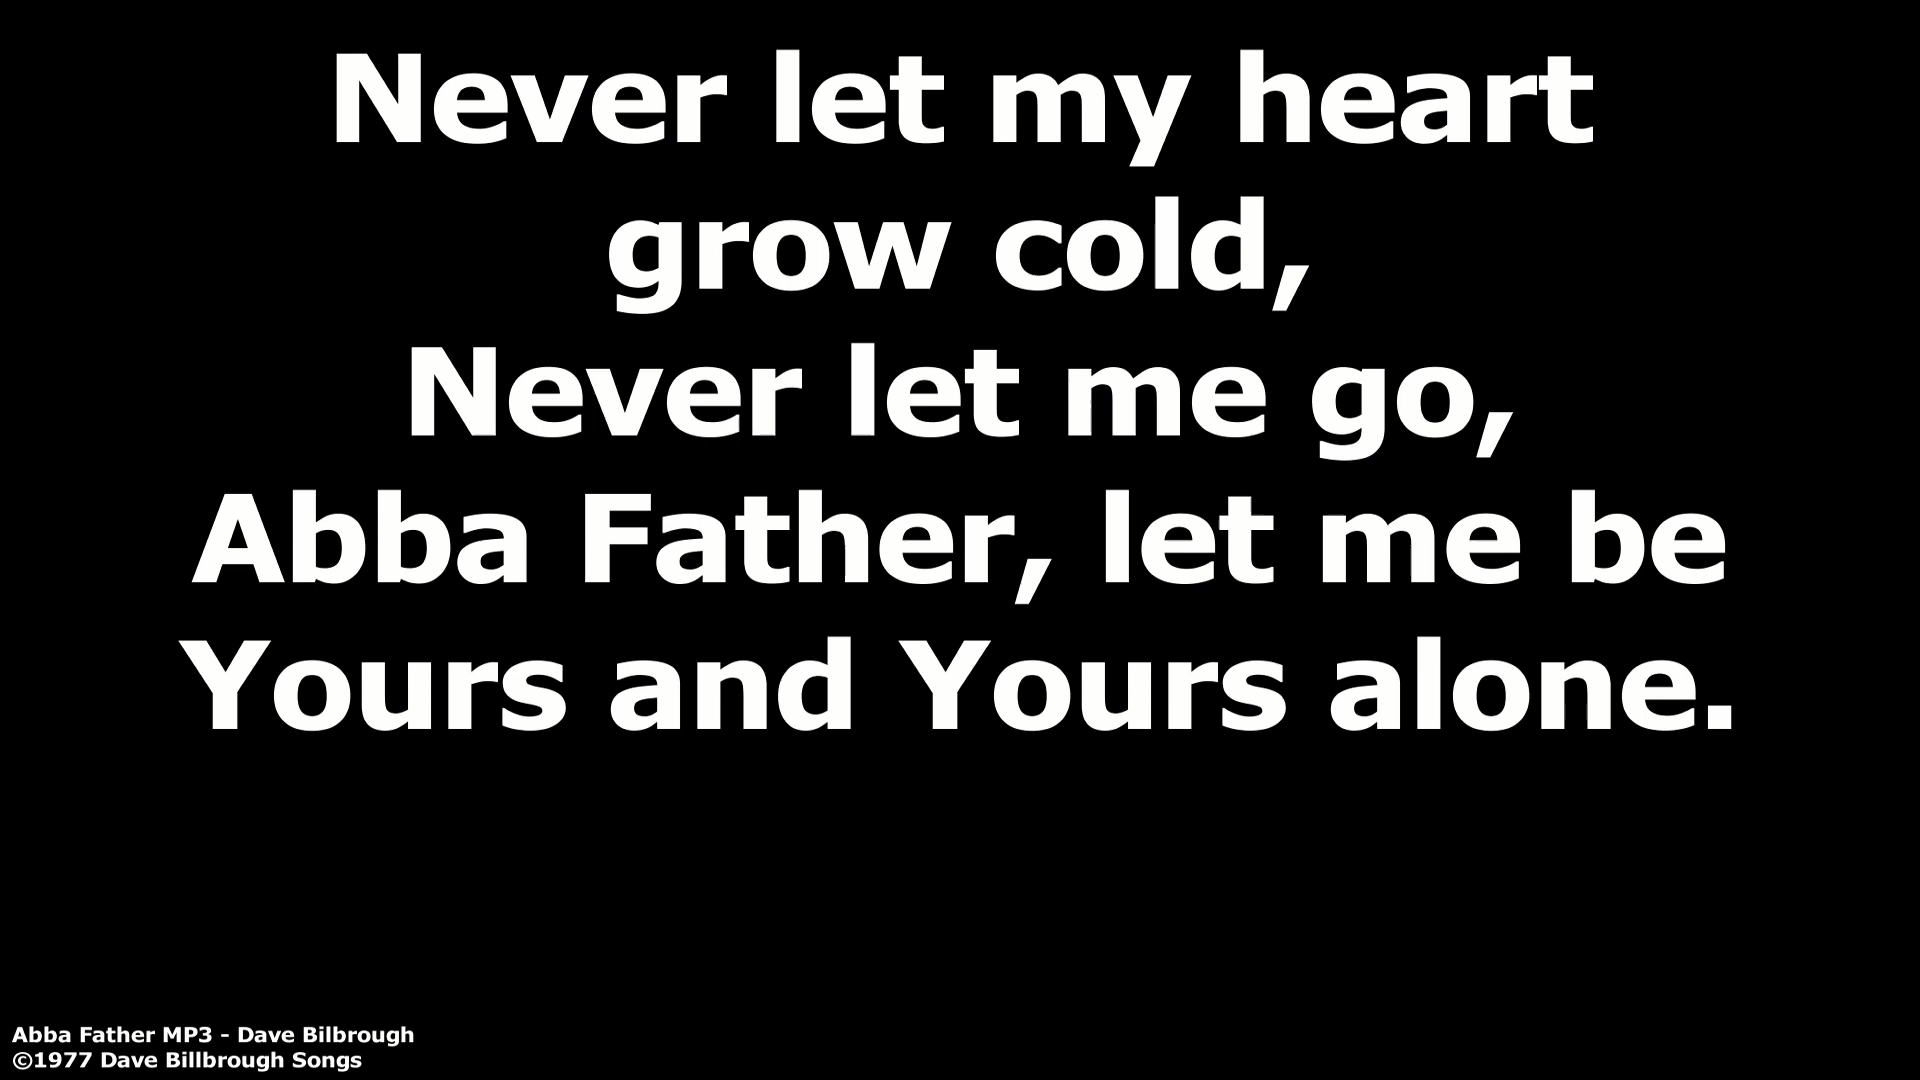 Never let my heart
grow cold,
Never let me go,
Abba Father, let me be
Yours and Yours alone.
Abba Father MP3 - Dave Bilbrough
©1977 Dave Billbrough Songs